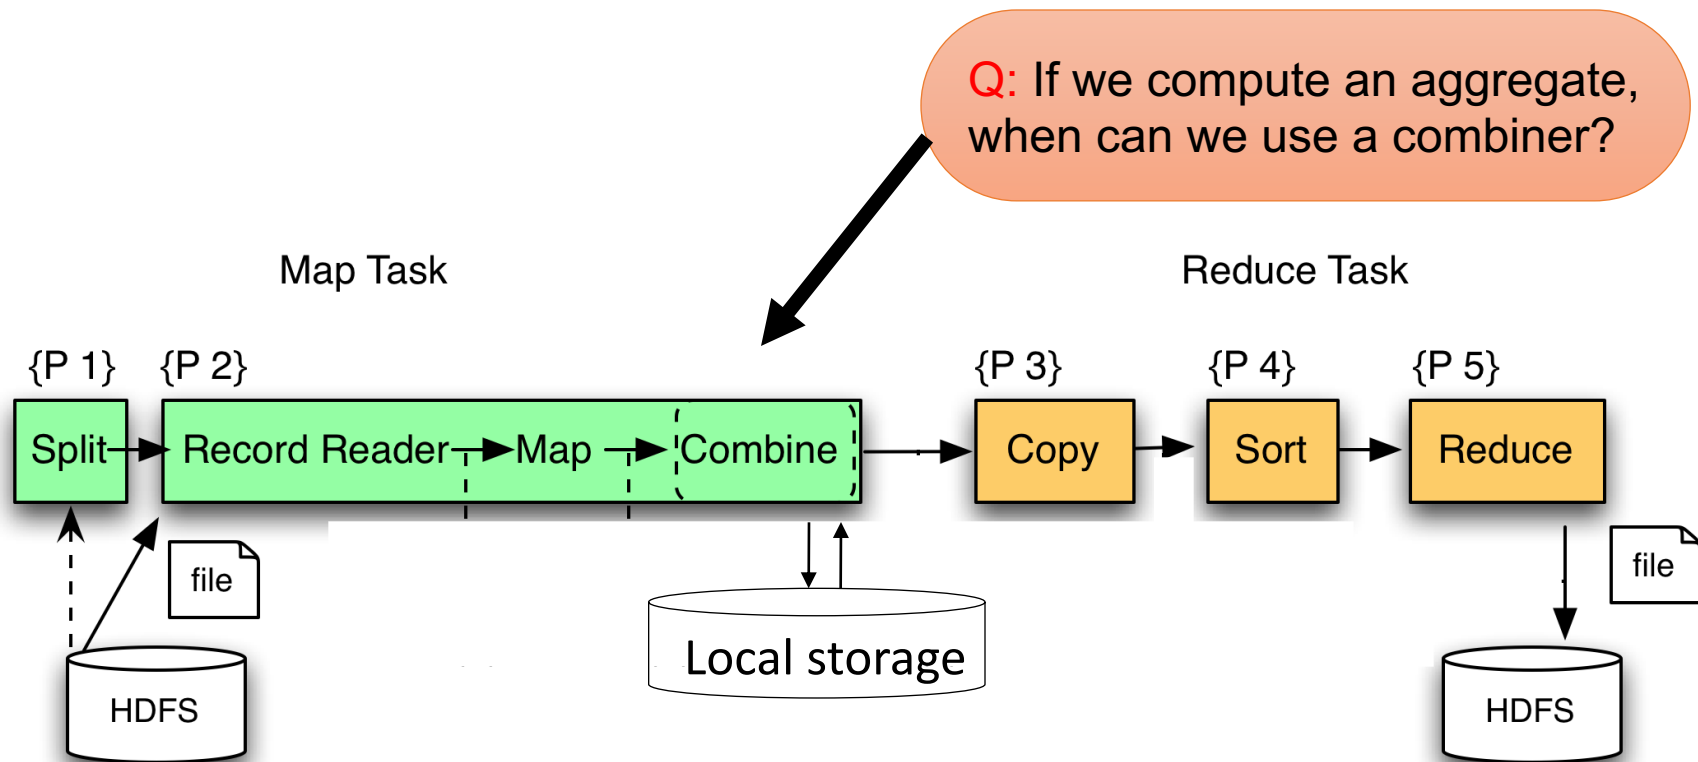 Q: If we compute an aggregate,
when can we use a combiner?
Map Task
Reduce Task
{P 1}
{P 2}
{P 3}
{P 4}
{P 5}
Split
Record Reader
Map
Combine
Copy
Sort
Reduce
file
file
Local storage
HDFS
HDFS